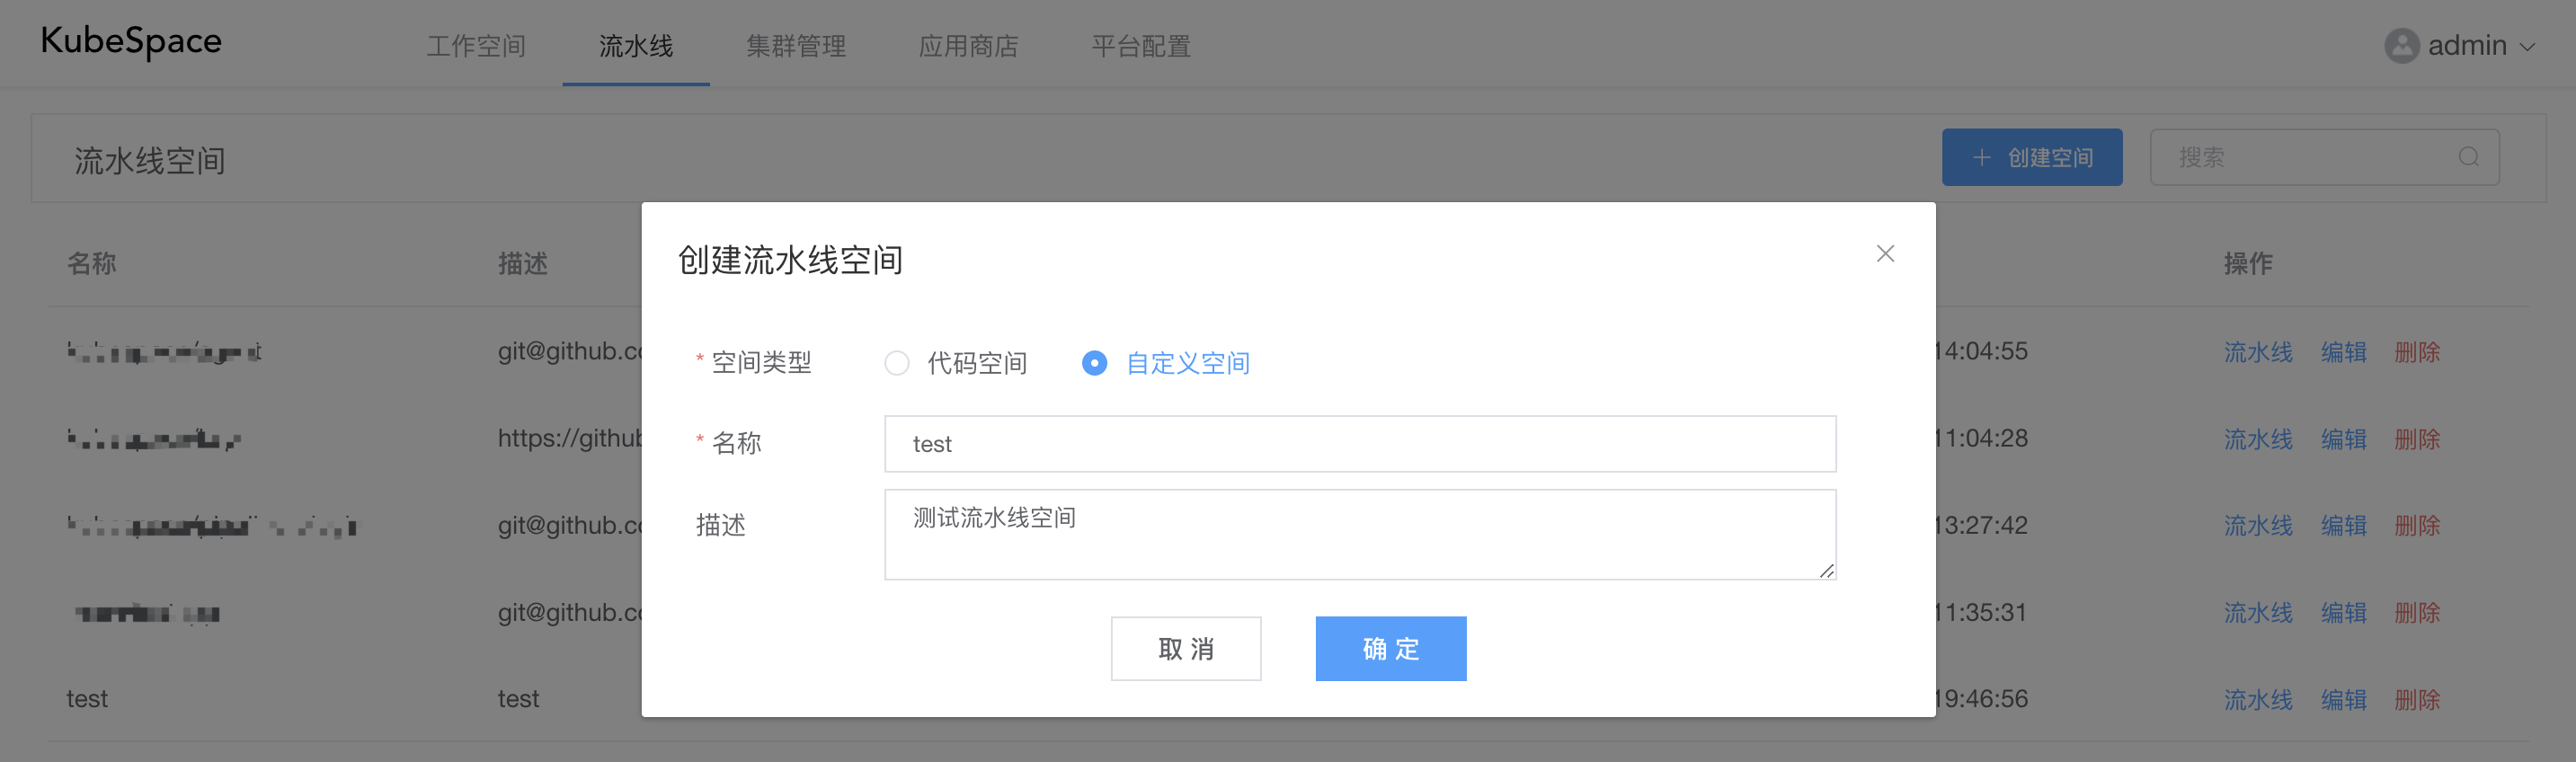 KubeSpace 工作空间 流水线 集群管理 应用商店 平台配置 admin
流水线空间 + 创建空间 搜索
名称 描述 操作
创建流水线空间
git@github.c 14:04:55 流水线 编辑 删除
* 空间类型 代码空间 自定义空间
https://github 11:04:28 流水线 编辑 删除
* 名称 test
git@github.c 13:27:42 流水线 编辑 删除
描述 测试流水线空间
git@github.c 11:35:31 流水线 编辑 删除
取 消 确 定
test test 19:46:56 流水线 编辑 删除